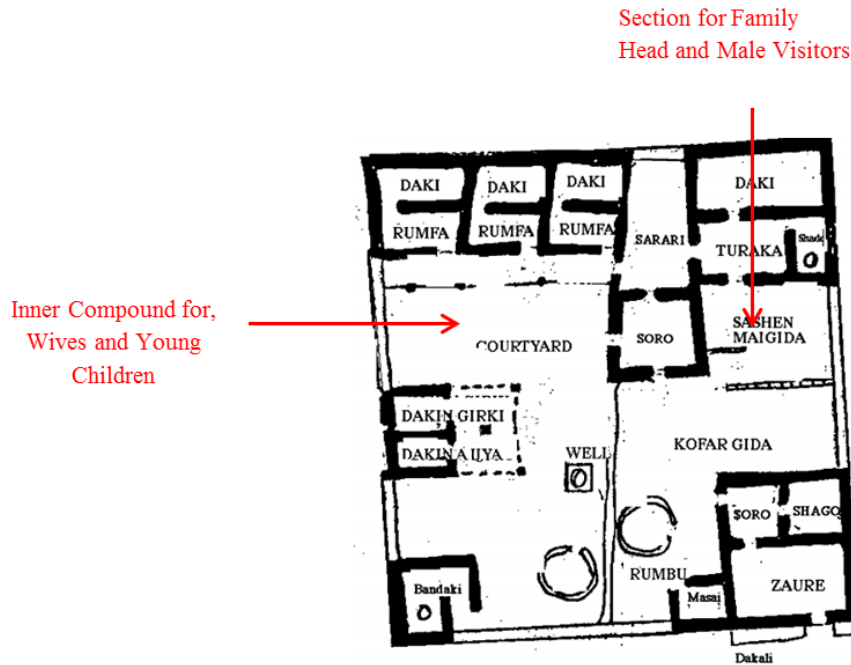 Section for Family
Head and Male Visitors
DAKI
DAKI
DAKI
DAKI
RUMFA
RUMFA
RUMFA
SARARI
TURAKA
Shade
Inner Compound for,
Wives and Young
Children
COURTYARD
SORO
SASHEN
MAIGIDA
DAKIN GIRKI
DAKIN AJIYA
WELL
KOFAR GIDA
SORO
SHAGO
RUMBU
ZAURE
Bandaki
Masai
Dakali